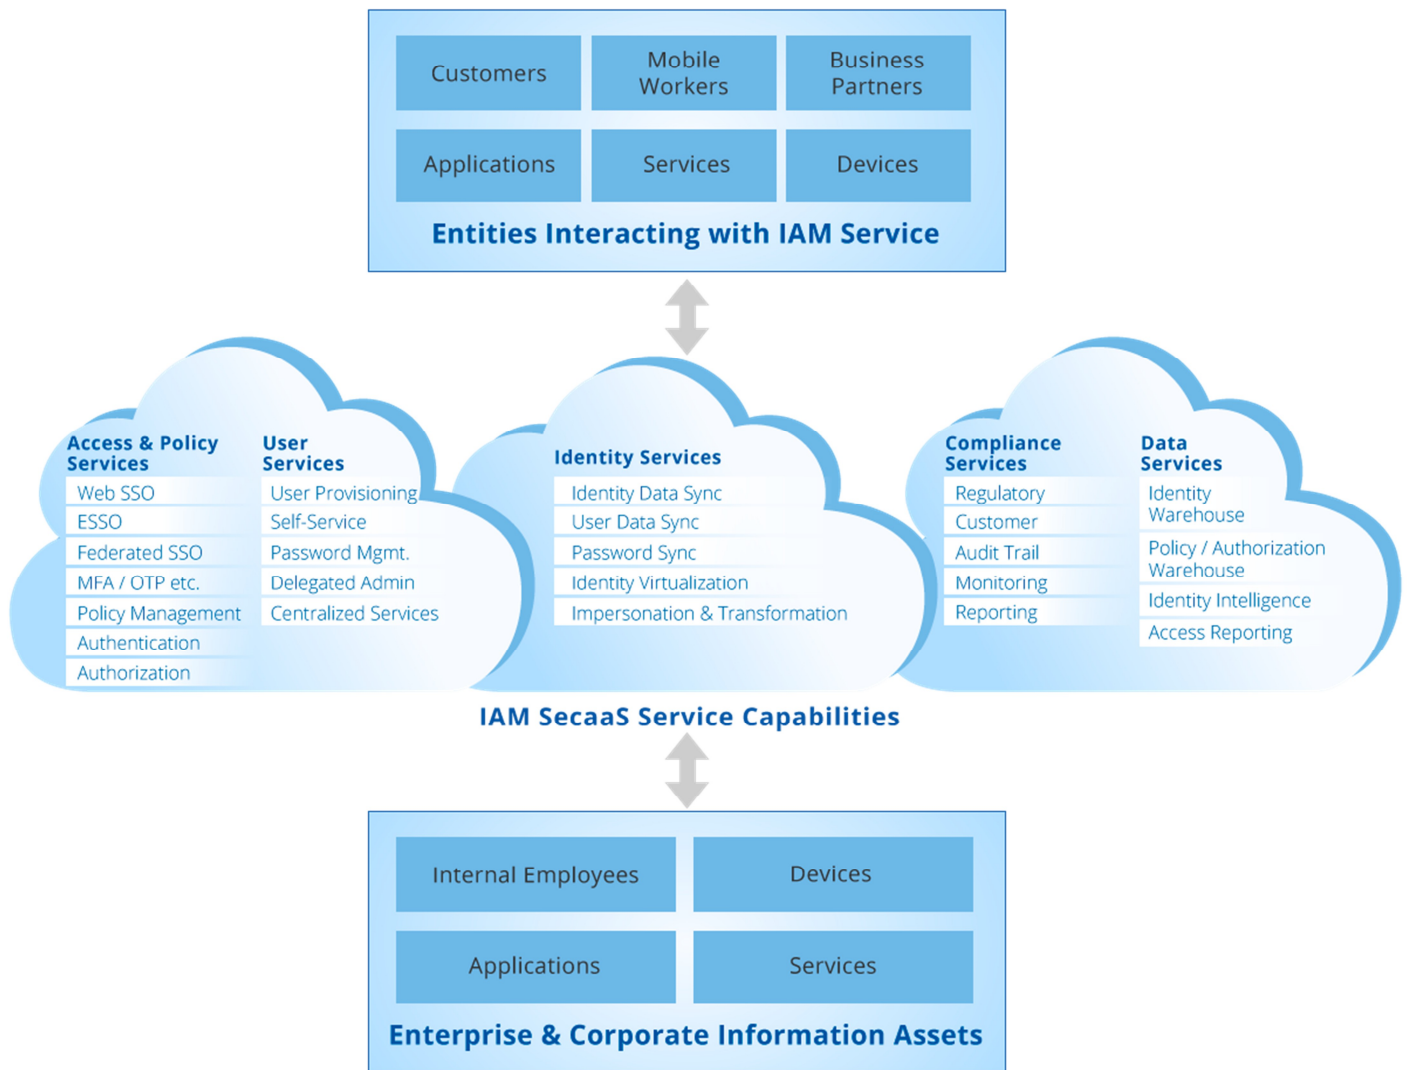 Customers
Mobile
Workers
Business
Partners
Applications
Services
Devices
Entities Interacting with IAM Service
Access & Policy
Services
Web SSO
ESSO
Federated SSO
MFA / OTP etc.
Policy Management
Authentication
Authorization
User
Services
User Provisioning
Self-Service
Password Mgmt.
Delegated Admin
Centralized Services
Identity Services
Identity Data Sync
User Data Sync
Password Sync
Identity Virtualization
Impersonation & Transformation
Compliance
Services
Regulatory
Customer
Audit Trail
Monitoring
Reporting
Data
Services
Identity
Warehouse
Policy / Authorization
Warehouse
Identity Intelligence
Access Reporting
IAM SecaaS Service Capabilities
Internal Employees
Devices
Applications
Services
Enterprise & Corporate Information Assets